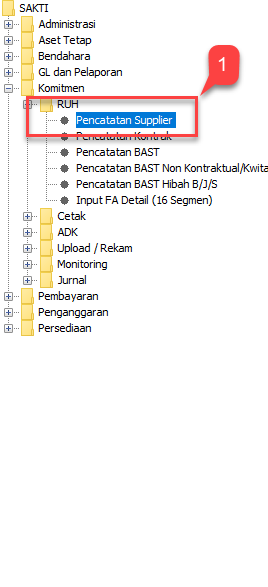 SAKTI
Administrasi
Aset Tetap
Bendahara
GL dan Pelaporan
Komitmen
1
RUH
Pencatatan Supplier
Pencatatan Kontrak
Pencatatan BAST
Pencatatan BAST Non Kontraktual/Kwita
Pencatatan BAST Hibah B/J/S
Input FA Detail (16 Segmen)
Cetak
ADK
Upload / Rekam
Monitoring
Jurnal
Pembayaran
Penganggaran
Persediaan